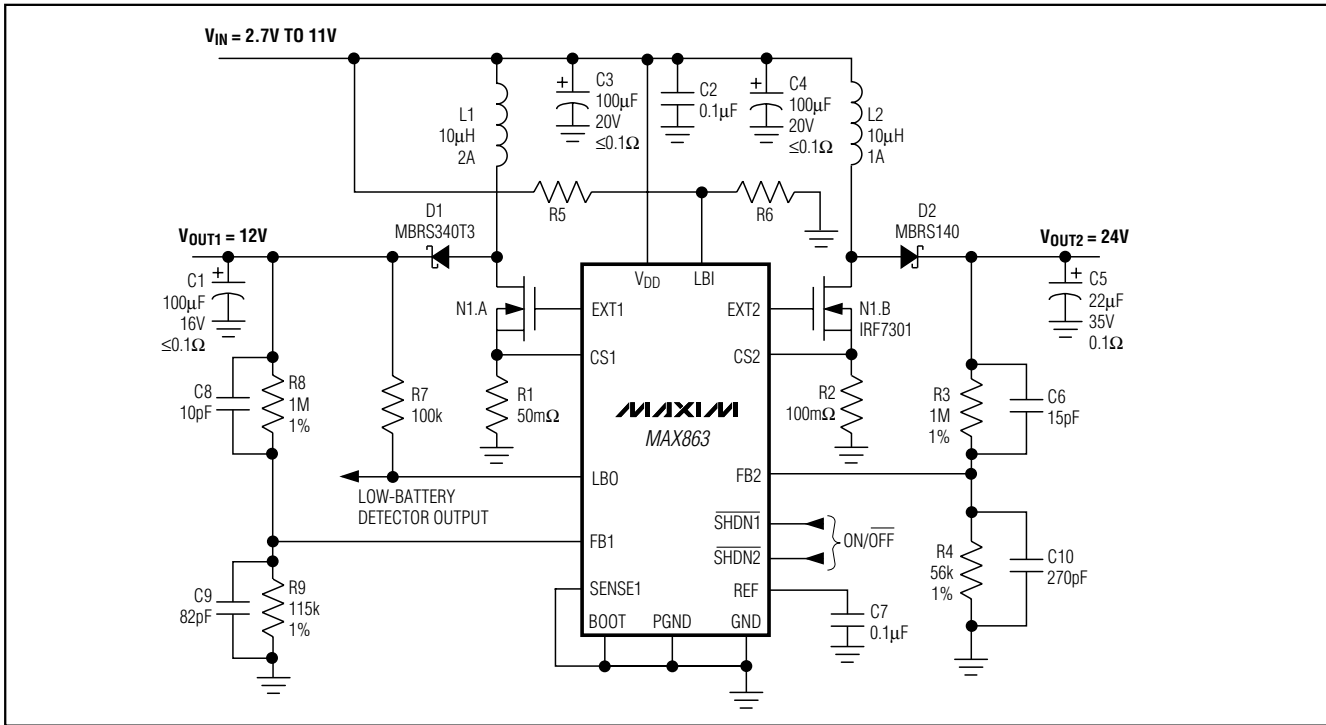 VIN = 2.7V TO 11V
L1
10µH
2A
+
C3
100µF
20V
≤0.1Ω
C2
0.1µF
+
C4
100µF
20V
≤0.1Ω
L2
10µH
1A
R5
R6
D1
MBRS340T3
D2
MBRS140
VOUT1 = 12V
VOUT2 = 24V
+
C1
100µF
16V
≤0.1Ω
N1.A
EXT1
VDD
LBI
EXT2
N1.B
IRF7301
+
C5
22µF
35V
0.1Ω
CS1
CS2
C8
10pF
R8
1M
1%
R7
100k
R1
50mΩ
MAXIM
MAX863
R2
100mΩ
R3
1M
1%
C6
15pF
LBO
FB2
LOW-BATTERY
DETECTOR OUTPUT
SHDN1
ON/OFF
SHDN2
FB1
C9
82pF
R9
115k
1%
SENSE1
REF
R4
56k
1%
C10
270pF
C7
0.1µF
BOOT
PGND
GND